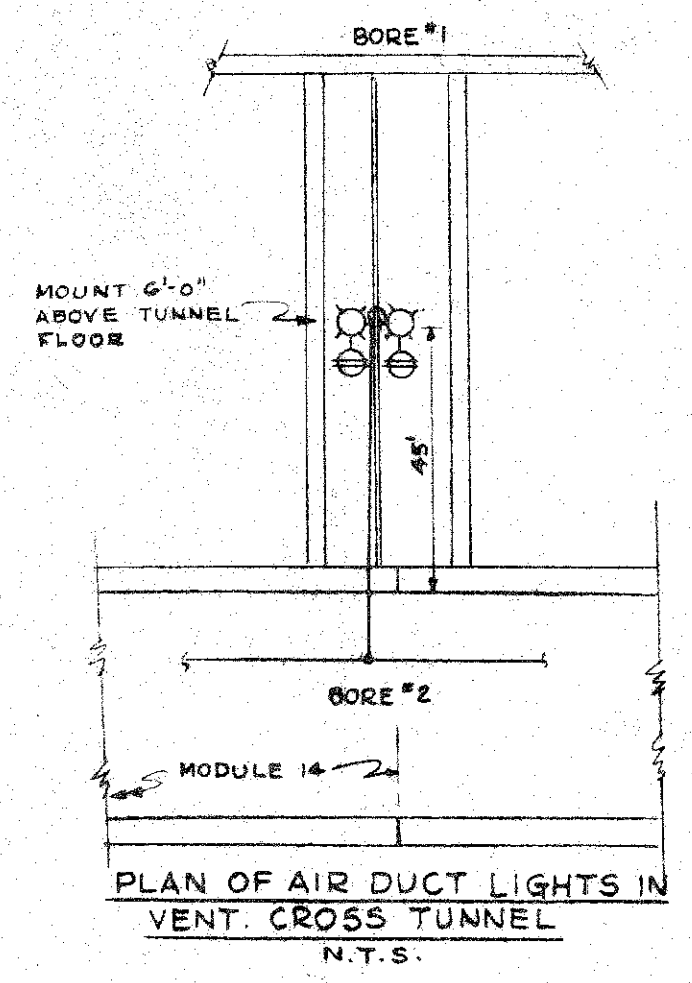 BORE #1
MOUNT 6'-0"
ABOVE TUNNEL
FLOOR
45'
BORE #2
MODULE 14
PLAN OF AIR DUCT LIGHTS IN
VENT. CROSS TUNNEL
N.T.S.